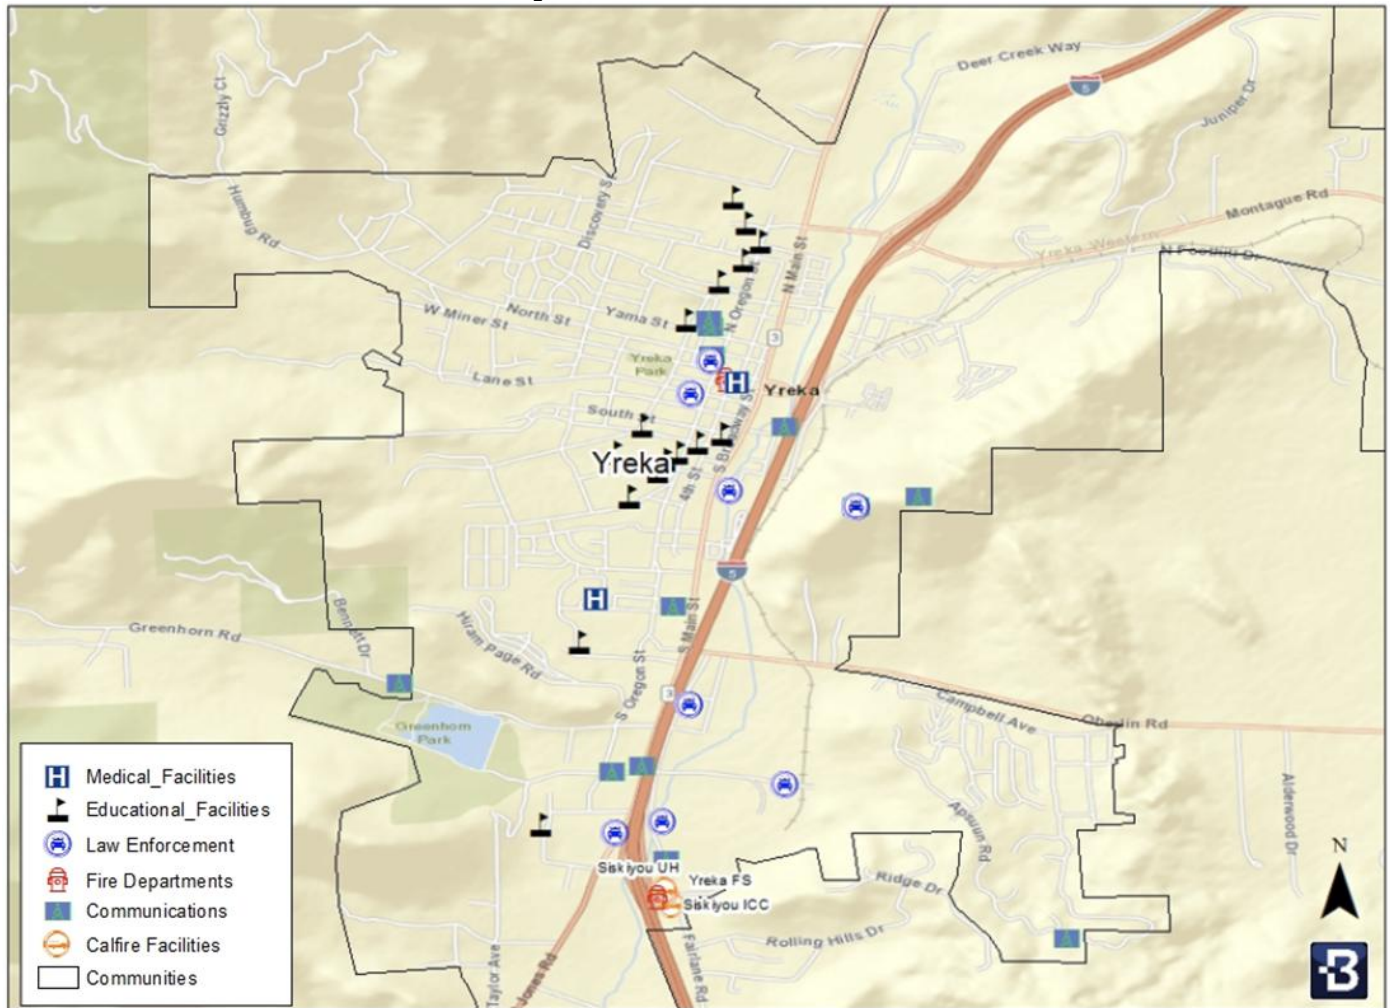 Deer Creek Way
5
Grizzly Ct
Juniper Dr
Humbug Rd
Discovery S
Montague Rd
Yreka Western
N Foothill Dr
N Main St
N Oregon St
W Miner St
North St
Yama St
3
Yreka
Park
H
Yreka
Lane St
South St
S Broadway St
Yreka
4th St
5
H
Bennett Dr
Greenhorn Rd
Hiram Page Rd
S Main St
S Oregon St
3
Campbell Ave
Oberlin Rd
Greenhorn
Park
Apsuun Rd
Alderwood Dr
Siskiyou UH
Yreka FS
Siskiyou ICC
Ridge Dr
Rolling Hills Dr
Fairlane Rd
Taylor Ave
Jones Rd
H Medical_Facilities
Educational_Facilities
Law Enforcement
Fire Departments
Communications
Calfire Facilities
Communities
N
B